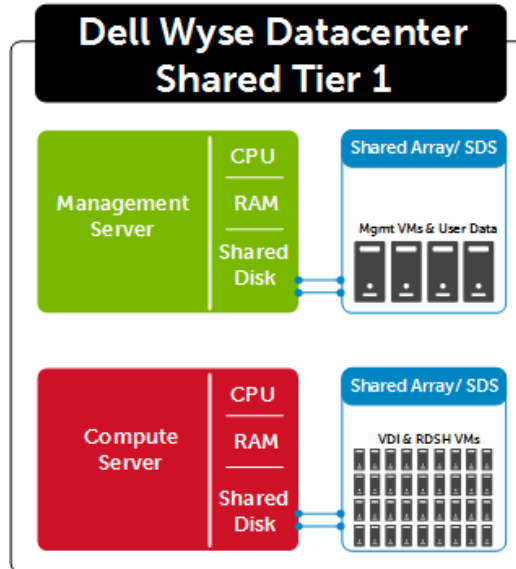 Dell Wyse Datacenter
Shared Tier 1
Management
Server
CPU
RAM
Shared
Disk
Shared Array/ SDS
Mgmt VMs & User Data
Compute
Server
CPU
RAM
Shared
Disk
Shared Array/ SDS
VDI & RDSH VMs